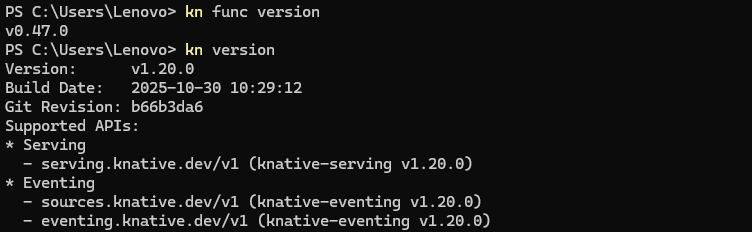 PS C:\Users\Lenovo> kn func version
v0.47.0
PS C:\Users\Lenovo> kn version
Version:      v1.20.0
Build Date:   2025-10-30 10:29:12
Git Revision: b66b3da6
Supported APIs:
* Serving
  - serving.knative.dev/v1 (knative-serving v1.20.0)
* Eventing
  - sources.knative.dev/v1 (knative-eventing v1.20.0)
  - eventing.knative.dev/v1 (knative-eventing v1.20.0)